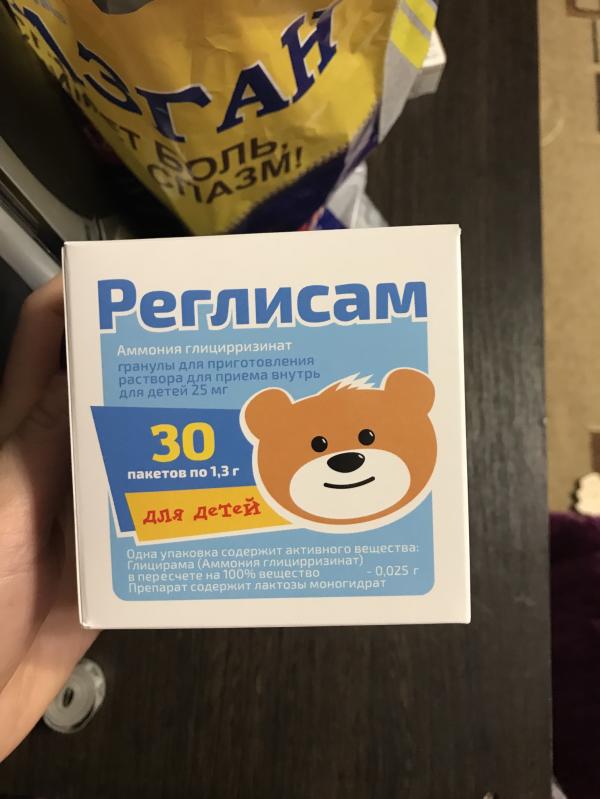 АЗГАН
БОЛЬ,
СПАЗМ!
Реглисам
Аммония глицирризинат
гранулы для приготовления
раствора для приема внутрь
для детей 25 мг
30
пакетов по 1,3 г
для детей
Одна упаковка содержит активного вещества:
Глицирама (Аммония глицирризинат)
в пересчете на 100% вещество - 0,025 г
Препарат содержит лактозы моногидрат